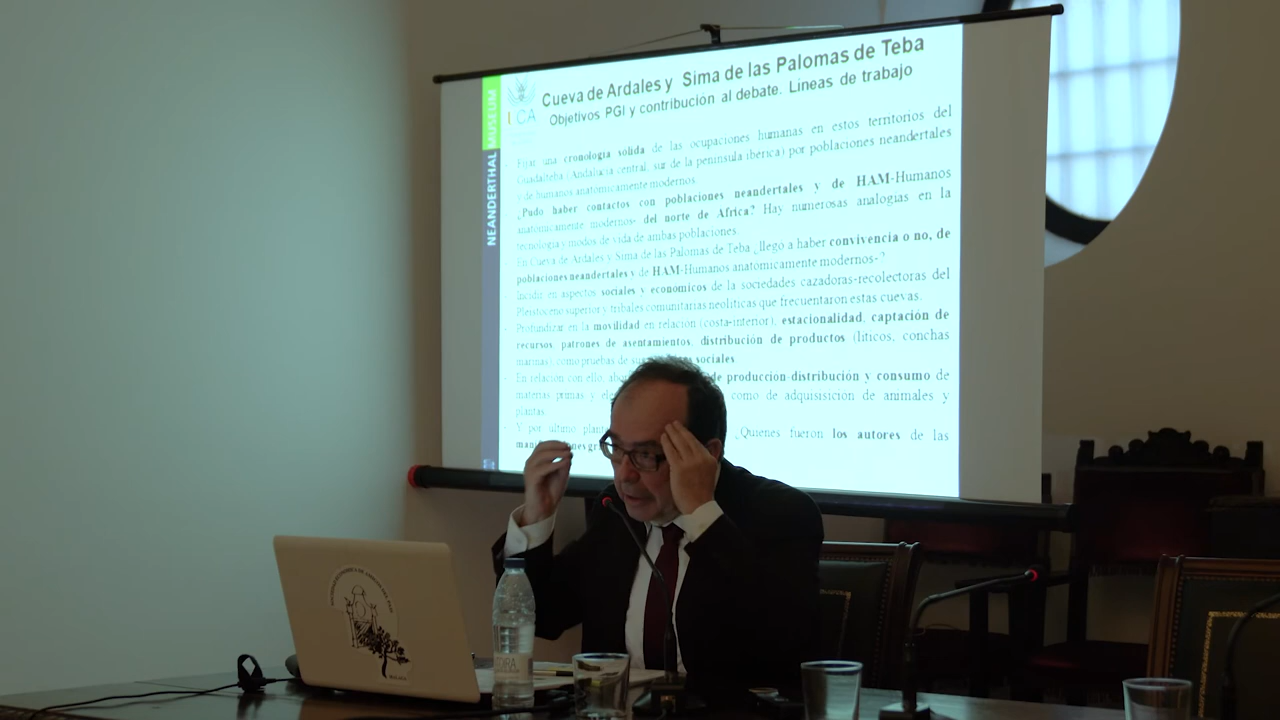 Cueva de Ardales y Sima de las Palomas de Teba
Objetivos PGI y contribución al debate. Líneas de trabajo
NEANDERTHAL MUSEUM
UCA
- Fijar una cronología sólida de las ocupaciones humanas en estos territorios del
Guadalteba (Andalucía central, sur de la península ibérica) por poblaciones neandertales
y de humanos anatómicamente modernos.
- ¿Pudo haber contactos con poblaciones neandertales y de HAM-Humanos
anatómicamente modernos- del norte de Africa? Hay numerosas analogías en la
tecnología y modos de vida de ambas poblaciones.
- En Cueva de Ardales y Sima de las Palomas de Teba ¿llegó a haber convivencia o no, de
poblaciones neandertales y de HAM-Humanos anatómicamente modernos-?
- Incidir en aspectos sociales y económicos de la sociedades cazadoras-recolectoras del
Pleistoceno superior y tribales comunitarias neolíticas que frecuentaron estas cuevas.
- Profundizar en la movilidad en relación (costa-interior), estacionalidad, captación de
recursos, patrones de asentamientos, distribución de productos (líticos, conchas
marinas), como pruebas de sus sociales
- En relación con ello, de producción-distribución y consumo de
materias primas y como de adquisisición de animales y
plantas.
- Y por último ¿Quienes fueron los autores de las
MALAGA